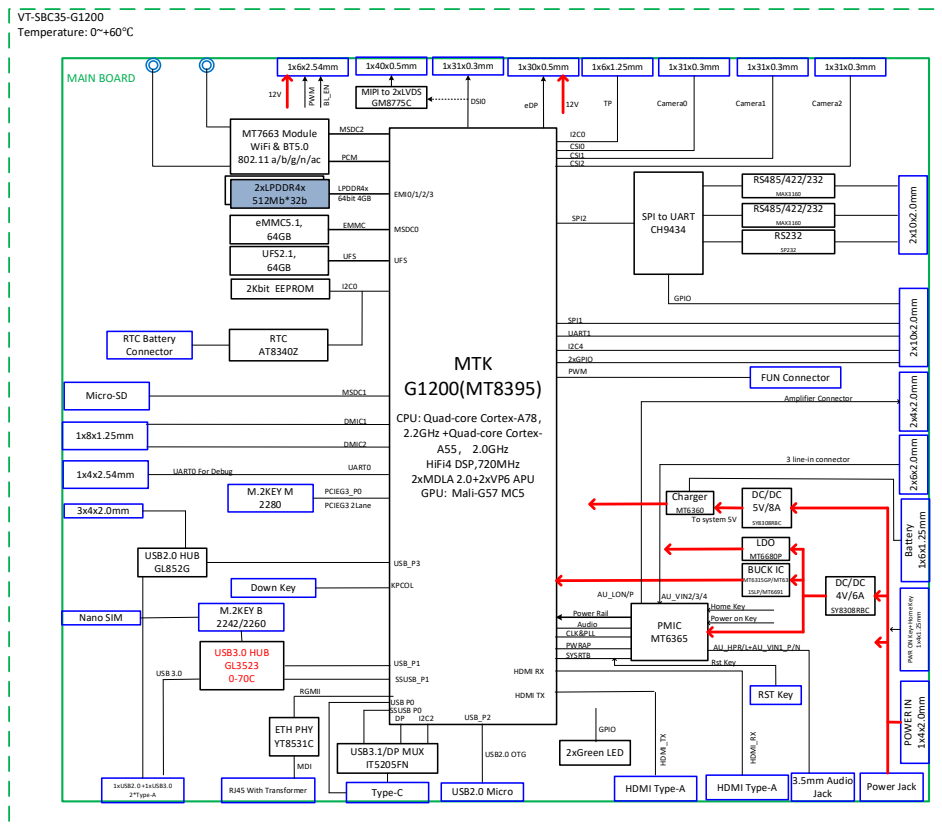 VT-SBC35-G1200
Temperature: 0~+60℃
MAIN BOARD
1x6x2.54mm
1x40x0.5mm
1x31x0.3mm
1x30x0.5mm
1x6x1.25mm
1x31x0.3mm
1x31x0.3mm
1x31x0.3mm
12V
PWM
BL_EN
MIPI to 2xLVDS
GM8775C
DSI0
eDP
12V
TP
Camera0
Camera1
Camera2
MT7663 Module
WiFi & BT5.0
802.11 a/b/g/n/ac
MSDC2
PCM
I2C0
CSI0
CSI1
CSI2
2xLPDDR4x
512Mb*32b
LPDDR4x
64bit 4GB
EMI0/1/2/3
eMMC5.1,
64GB
EMMC
MSDC0
UFS2.1,
64GB
UFS
UFS
2Kbit EEPROM
I2C0
RTC Battery
Connector
RTC
AT8340Z
SPI2
SPI to UART
CH9434
RS485/422/232
MAX3160
RS485/422/232
MAX3160
RS232
SP232
2x10x2.0mm
GPIO
SPI1
UART1
I2C4
2xGPIO
PWM
2x10x2.0mm
FUN Connector
MTK
G1200(MT8395)
CPU: Quad-core Cortex-A78,
2.2GHz +Quad-core Cortex-
A55, 2.0GHz
HiFi4 DSP,720MHz
2xMDLA 2.0+2xVP6 APU
GPU: Mali-G57 MC5
Micro-SD
MSDC1
1x8x1.25mm
DMIC1
DMIC2
1x4x2.54mm
UART0 For Debug
UART0
M.2KEY M
2280
PCIEG3_P0
PCIEG3 2Lane
3x4x2.0mm
USB2.0 HUB
GL852G
USB_P3
Down Key
KPCOL
Nano SIM
M.2KEY B
2242/2260
USB3.0 HUB
GL3523
0-70C
USB 3.0
USB_P1
SSUSB_P1
RGMII
USB P0
SSUSB P0
DP
I2C2
USB_P2
ETH PHY
YT8531C
MDI
USB3.1/DP MUX
IT5205FN
USB2.0 OTG
1xUSB2.0 +1xUSB3.0
2*Type-A
RJ45 With Transformer
Type-C
USB2.0 Micro
Amplifier Connector
2x4x2.0mm
3 line-in connector
2x6x2.0mm
Charger
MT6360
To system 5V
DC/DC
5V/8A
SY8308RBC
LDO
MT6680P
BUCK IC
MT6315GP/MT63
15LP/MT6691
DC/DC
4V/6A
SY8308RBC
Battery
1x6x1.25mm
PWR ON Key+Home Key
1x4x1.25mm
POWER IN
1x4x2.0mm
AU_LON/P
AU_VIN2/3/4
Power Rail
Audio
CLK&PLL
PWRAP
SYSRTB
PMIC
MT6365
Home Key
Power on Key
AU_HPR/L+AU_VIN1_P/N
Rst Key
RST Key
HDMI RX
HDMI TX
GPIO
2xGreen LED
HDMI_TX
HDMI_RX
HDMI Type-A
HDMI Type-A
3.5mm Audio
Jack
Power Jack